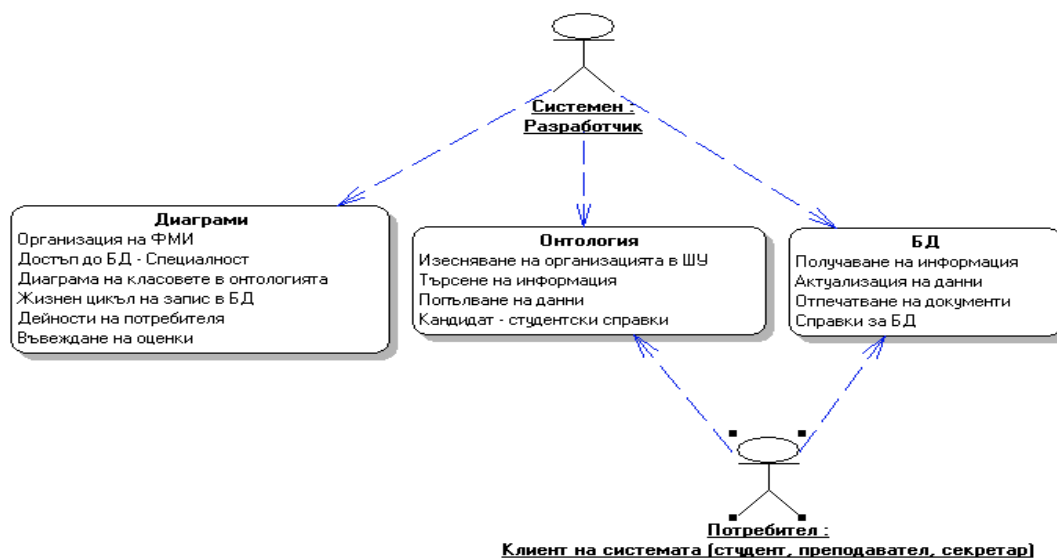 Системен :
Разработчик
Диаграми
Организация на ФМИ
Достъп до БД - Специалност
Диаграма на класовете в онтологията
Жизнен цикъл на запис в БД
Дейности на потребителя
Въвеждане на оценки
Онтология
Изесняване на организацията в ШУ
Търсене на информация
Попълване на данни
Кандидат - студентски справки
БД
Получаване на информация
Актуализация на данни
Отпечатване на документи
Справки за БД
Потребител :
Клиент на системата (студент, преподавател, секретар)